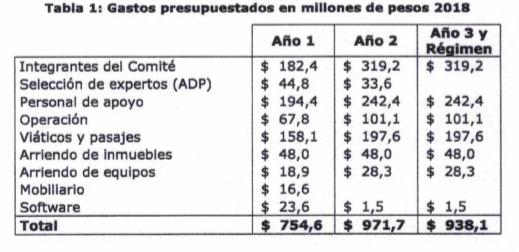 Tabla 1: Gastos presupuestados en millones de pesos 2018
Año 1 Año 2 Año 3 y Régimen
Integrantes del Comité $ 182,4 $ 319,2 $ 319,2
Selección de expertos (ADP) $ 44,8 $ 33,6
Personal de apoyo $ 194,4 $ 242,4 $ 242,4
Operación $ 67,8 $ 101,1 $ 101,1
Viáticos y pasajes $ 158,1 $ 197,6 $ 197,6
Arriendo de inmuebles $ 48,0 $ 48,0 $ 48,0
Arriendo de equipos $ 18,9 $ 28,3 $ 28,3
Mobiliario $ 16,6
Software $ 23,6 $ 1,5 $ 1,5
Total $ 754,6 $ 971,7 $ 938,1